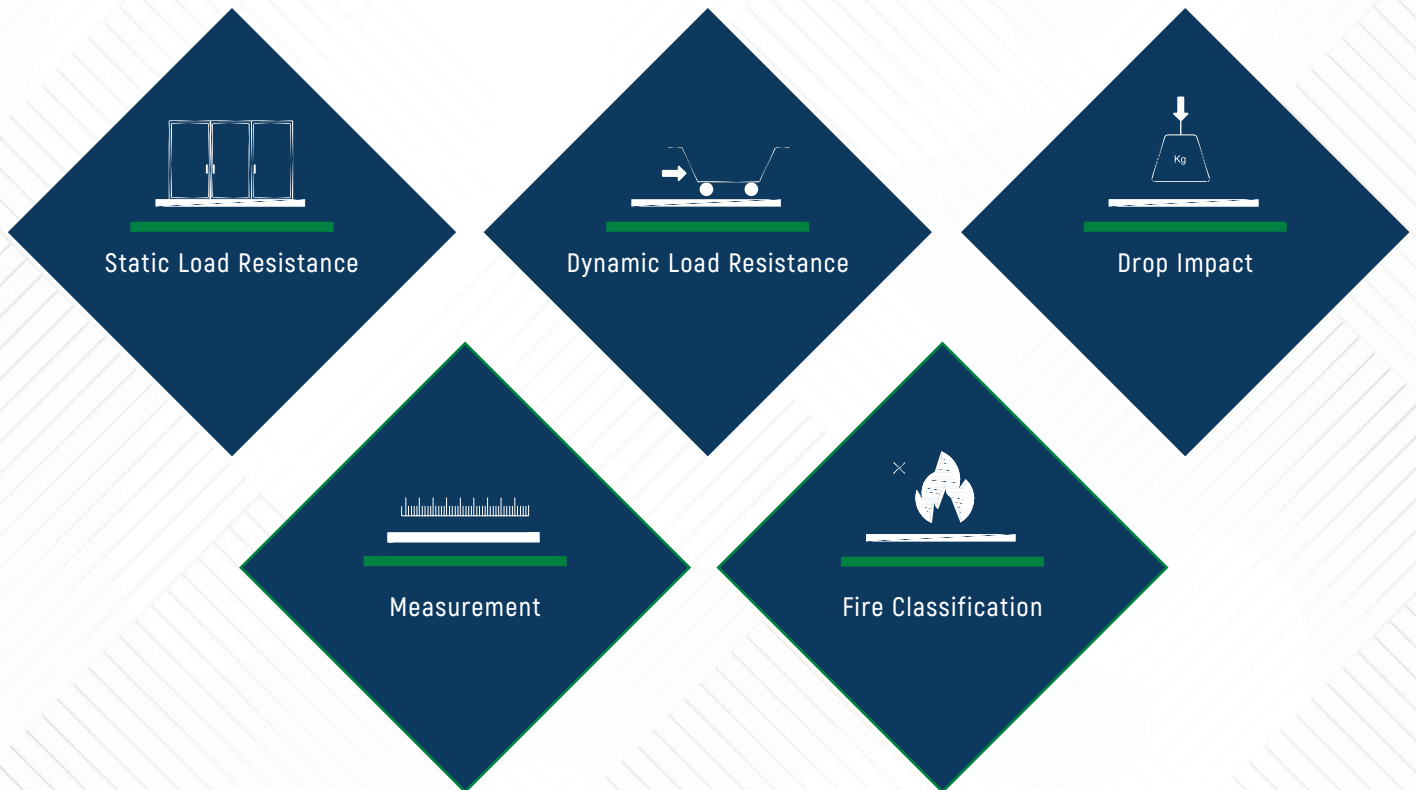 Kg
Static Load Resistance
Dynamic Load Resistance
Drop Impact
Measurement
Fire Classification